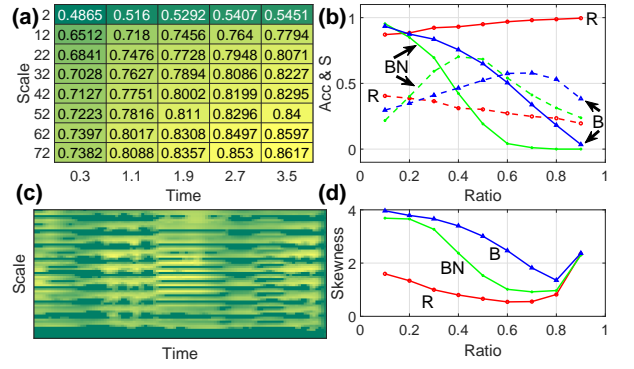 (a)
Scale
2 0.4865 0.516 0.5292 0.5407 0.5451
12 0.6512 0.718 0.7456 0.764 0.7794
22 0.6841 0.7476 0.7728 0.7948 0.8071
32 0.7028 0.7627 0.7894 0.8086 0.8227
42 0.7127 0.7751 0.8002 0.8189 0.8295
52 0.7223 0.7816 0.811 0.8296 0.84
62 0.7397 0.8017 0.8308 0.8497 0.8597
72 0.7382 0.8088 0.8357 0.853 0.8617
0.3 1.1 1.9 2.7 3.5
Time
(b)
Acc & S
1
0.5
0
R
BN
R
B
0 0.2 0.4 0.6 0.8 1
Ratio
(c)
Scale
Time
(d)
Skewness
4
2
0
B
BN
R
0 0.2 0.4 0.6 0.8 1
Ratio